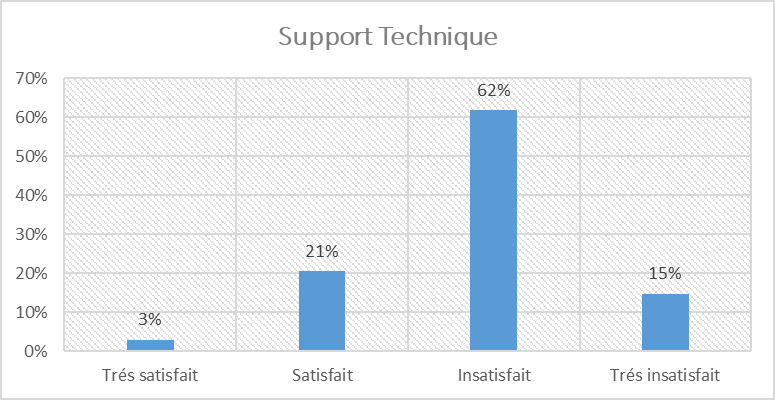 Support Technique
70%
60%
50%
40%
30%
20%
10%
0%
3%
21%
62%
15%
Trés satisfait
Satisfait
Insatisfait
Trés insatisfait